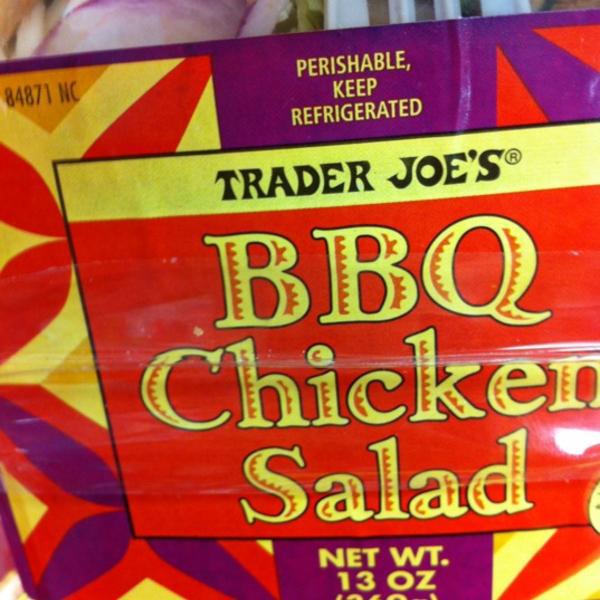 84871 NC
PERISHABLE,
KEEP
REFRIGERATED
TRADER JOE'S®
BBQ
Chicken
Salad
NET WT.
13 OZ